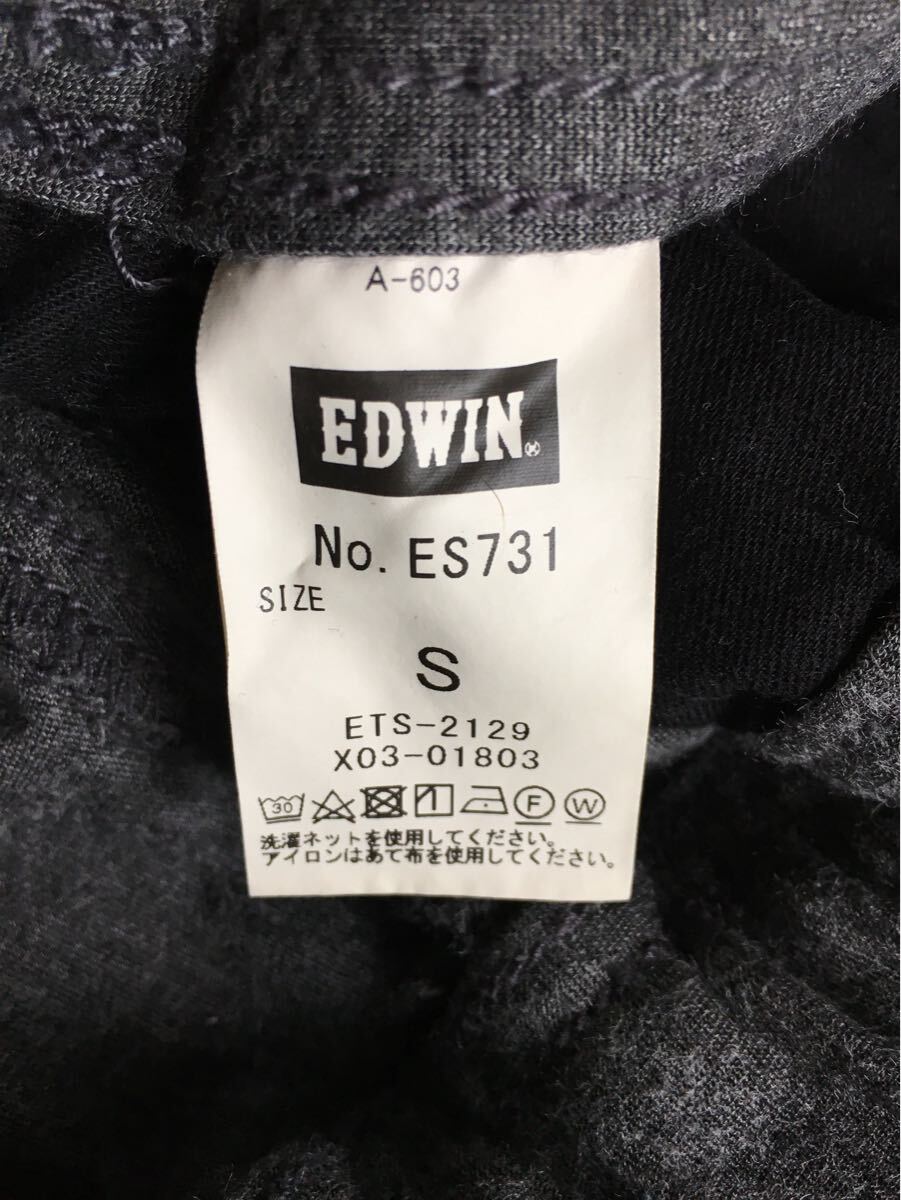 A-603
EDWIN®
No. ES731
SIZE
S
ETS-2129
X03-01803
30 F W
洗濯ネットを使用してください。
アイロンはあて布を使用してください。